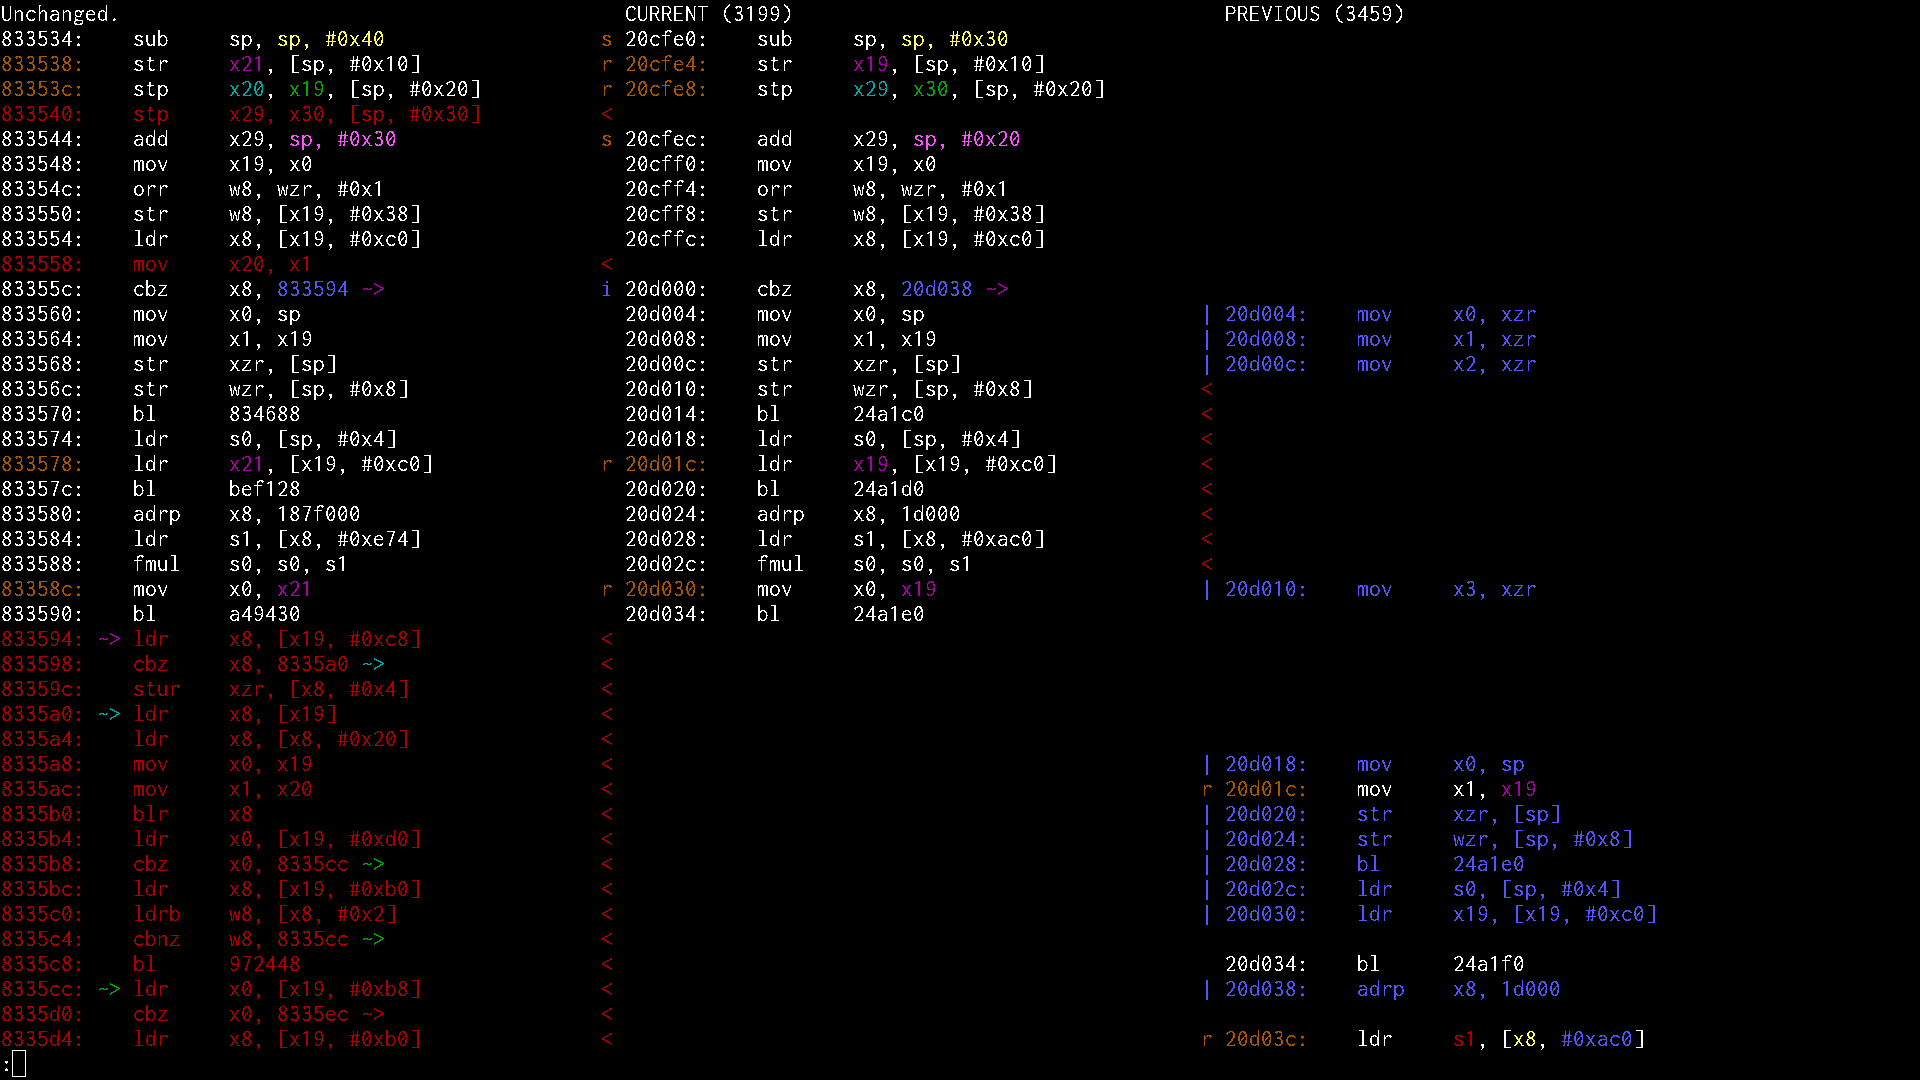 Unchanged. CURRENT (3199) PREVIOUS (3459)
833534: sub sp, sp, #0x40 s 20cfe0: sub sp, sp, #0x30
833538: str x21, [sp, #0x10] r 20cfe4: str x19, [sp, #0x10]
83353c: stp x20, x19, [sp, #0x20] r 20cfe8: stp x29, x30, [sp, #0x20]
833540: stp x29, x30, [sp, #0x30] <
833544: add x29, sp, #0x30 s 20cfec: add x29, sp, #0x20
833548: mov x19, x0 20cff0: mov x19, x0
83354c: orr w8, wzr, #0x1 20cff4: orr w8, wzr, #0x1
833550: str w8, [x19, #0x38] 20cff8: str w8, [x19, #0x38]
833554: ldr x8, [x19, #0xc0] 20cffc: ldr x8, [x19, #0xc0]
833558: mov x20, x1 <
83355c: cbz x8, 833594 ~> i 20d000: cbz x8, 20d038 ~>
833560: mov x0, sp 20d004: mov x0, sp | 20d004: mov x0, xzr
833564: mov x1, x19 20d008: mov x1, x19 | 20d008: mov x1, xzr
833568: str xzr, [sp] 20d00c: str xzr, [sp] | 20d00c: mov x2, xzr
83356c: str wzr, [sp, #0x8] 20d010: str wzr, [sp, #0x8] <
833570: bl 834688 20d014: bl 24a1c0 <
833574: ldr s0, [sp, #0x4] 20d018: ldr s0, [sp, #0x4] <
833578: ldr x21, [x19, #0xc0] r 20d01c: ldr x19, [x19, #0xc0] <
83357c: bl bef128 20d020: bl 24a1d0 <
833580: adrp x8, 187f000 20d024: adrp x8, 1d000 <
833584: ldr s1, [x8, #0xe74] 20d028: ldr s1, [x8, #0xac0] <
833588: fmul s0, s0, s1 20d02c: fmul s0, s0, s1 <
83358c: mov x0, x21 r 20d030: mov x0, x19 | 20d010: mov x3, xzr
833590: bl a49430 20d034: bl 24a1e0
833594: ~> ldr x8, [x19, #0xc8] <
833598: cbz x8, 8335a0 ~> <
83359c: stur xzr, [x8, #0x4] <
8335a0: ~> ldr x8, [x19] <
8335a4: ldr x8, [x8, #0x20] <
8335a8: mov x0, x19 < | 20d018: mov x0, sp
8335ac: mov x1, x20 < r 20d01c: mov x1, x19
8335b0: blr x8 < | 20d020: str xzr, [sp]
8335b4: ldr x0, [x19, #0xd0] < | 20d024: str wzr, [sp, #0x8]
8335b8: cbz x0, 8335cc ~> < | 20d028: bl 24a1e0
8335bc: ldr x8, [x19, #0xb0] < | 20d02c: ldr s0, [sp, #0x4]
8335c0: ldrb w8, [x8, #0x2] < | 20d030: ldr x19, [x19, #0xc0]
8335c4: cbnz w8, 8335cc ~> <
8335c8: bl 972448 < 20d034: bl 24a1f0
8335cc: ~> ldr x0, [x19, #0xb8] < | 20d038: adrp x8, 1d000
8335d0: cbz x0, 8335ec ~> <
8335d4: ldr x8, [x19, #0xb0] < r 20d03c: ldr s1, [x8, #0xac0]
: